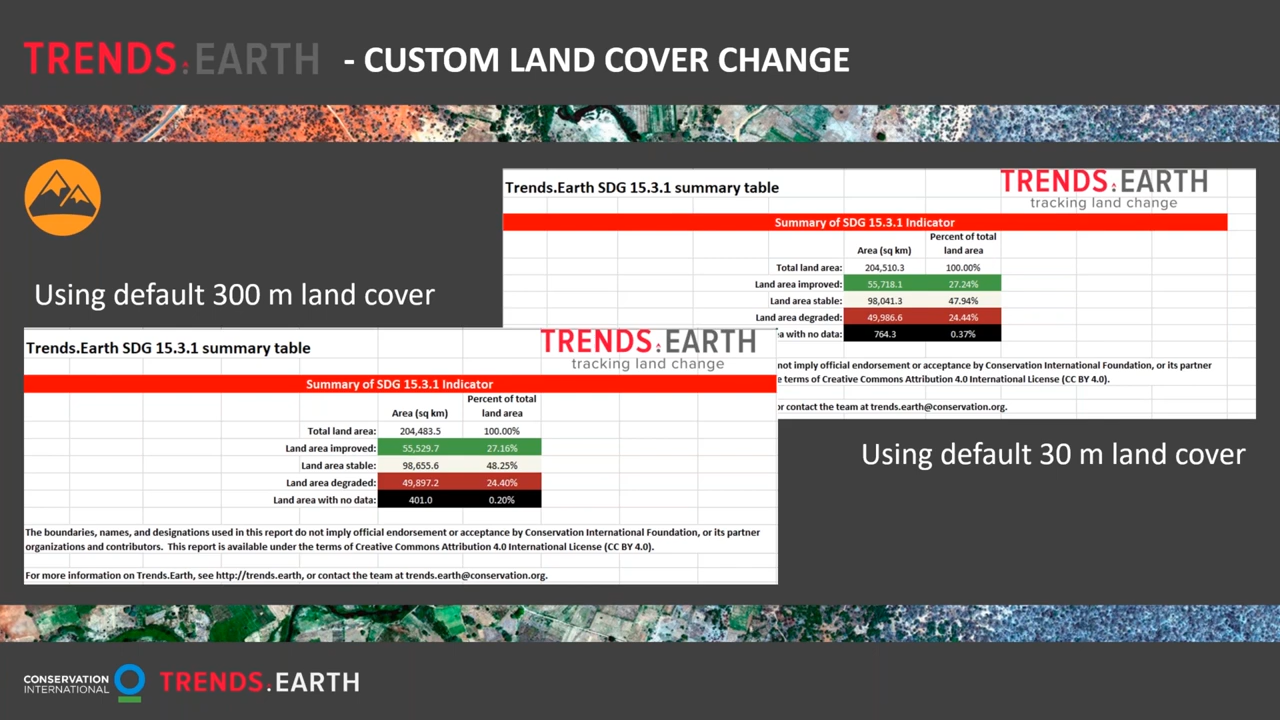 TRENDS.EARTH - CUSTOM LAND COVER CHANGE
Trends.Earth SDG 15.3.1 summary table
TRENDS.EARTH
tracking land change
Summary of SDG 15.3.1 Indicator
Area (sq km) Percent of total land area
Total land area: 204,510.3 100.00%
Land area improved: 55,718.1 27.24%
Land area stable: 98,041.3 47.94%
Land area degraded: 49,986.6 24.44%
a with no data: 764.3 0.37%
not imply official endorsement or acceptance by Conservation International Foundation, or its partner
e terms of Creative Commons Attribution 4.0 International License (CC BY 4.0).
or contact the team at trends.earth@conservation.org.
Using default 30 m land cover
Using default 300 m land cover
Trends.Earth SDG 15.3.1 summary table
TRENDS.EARTH
tracking land change
Summary of SDG 15.3.1 Indicator
Area (sq km) Percent of total land area
Total land area: 204,483.5 100.00%
Land area improved: 55,529.7 27.16%
Land area stable: 98,655.6 48.25%
Land area degraded: 49,897.2 24.40%
Land area with no data: 401.0 0.20%
The boundaries, names, and designations used in this report do not imply official endorsement or acceptance by Conservation International Foundation, or its partner
organizations and contributors. This report is available under the terms of Creative Commons Attribution 4.0 International License (CC BY 4.0).
For more information on Trends.Earth, see http://trends.earth, or contact the team at trends.earth@conservation.org.
CONSERVATION
INTERNATIONAL
TRENDS.EARTH